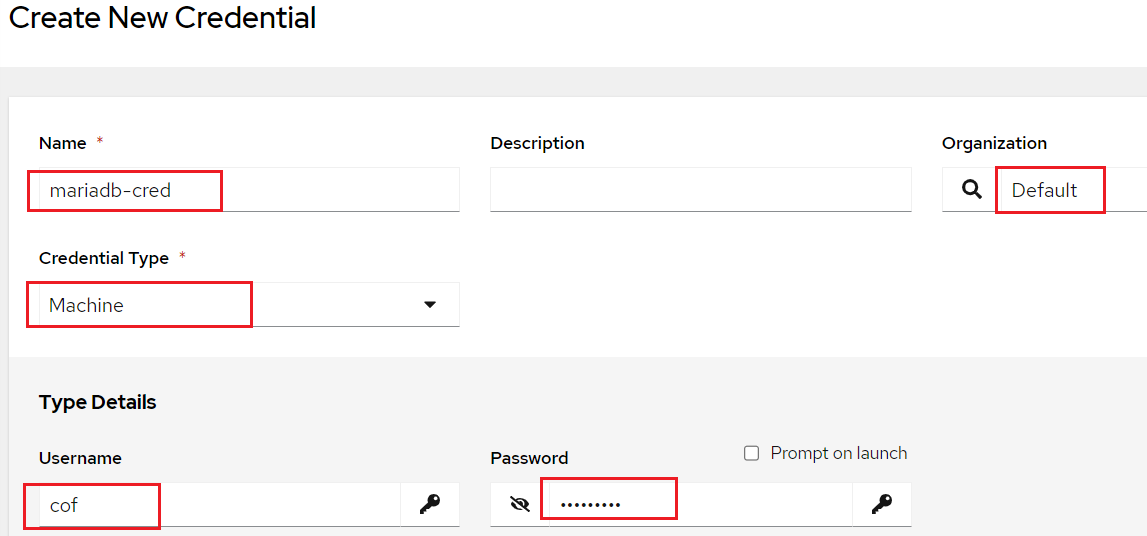 Create New Credential
Name *
Description
Organization
mariadb-cred
Default
Credential Type *
Machine
Type Details
Username
Password
Prompt on launch
cof
•••••••••